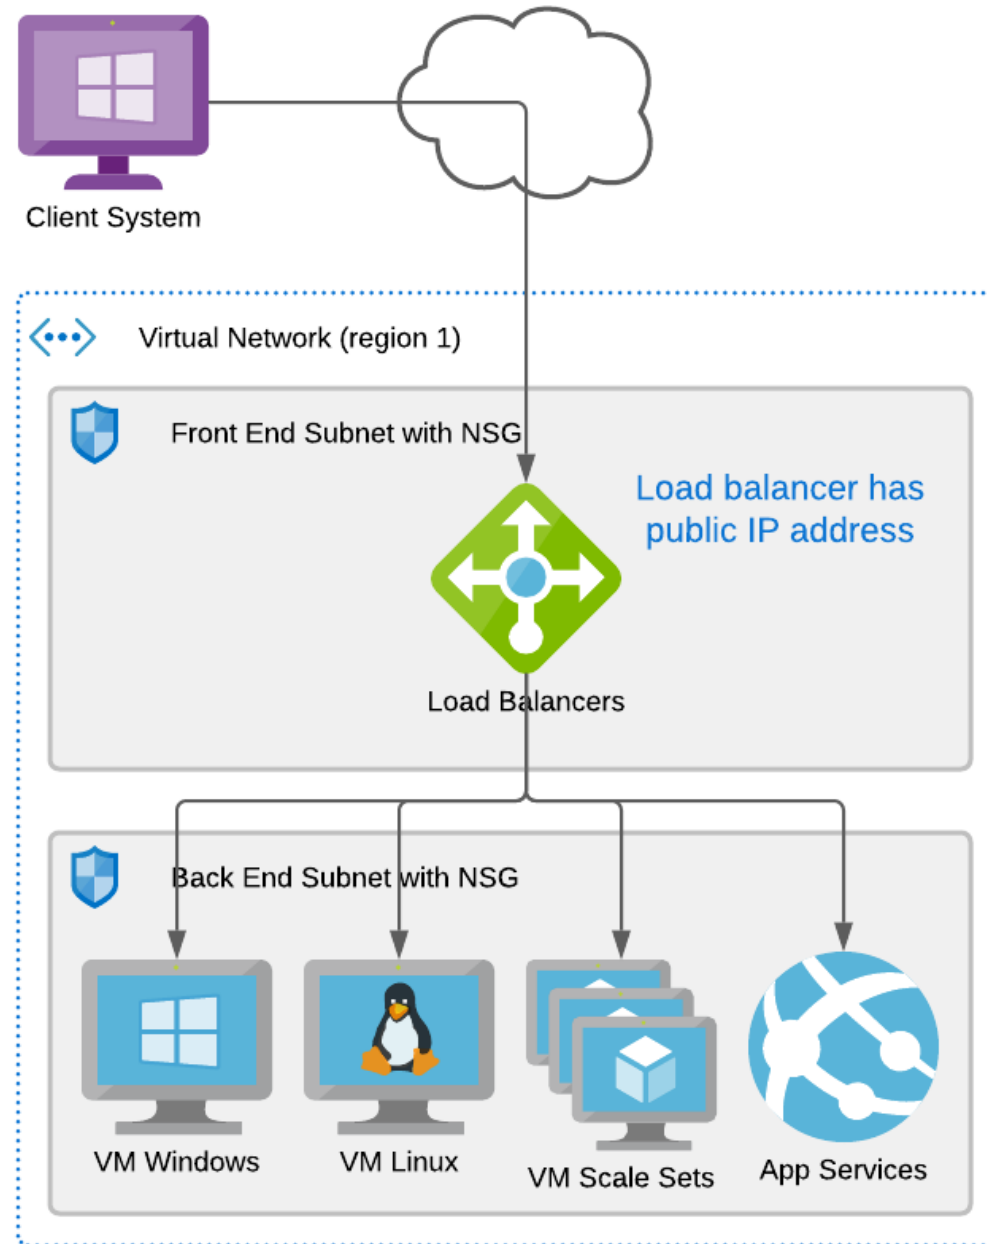 Client System
Virtual Network (region 1)
Front End Subnet with NSG
Load balancer has
public IP address
Load Balancers
Back End Subnet with NSG
VM Windows
VM Linux
VM Scale Sets
App Services